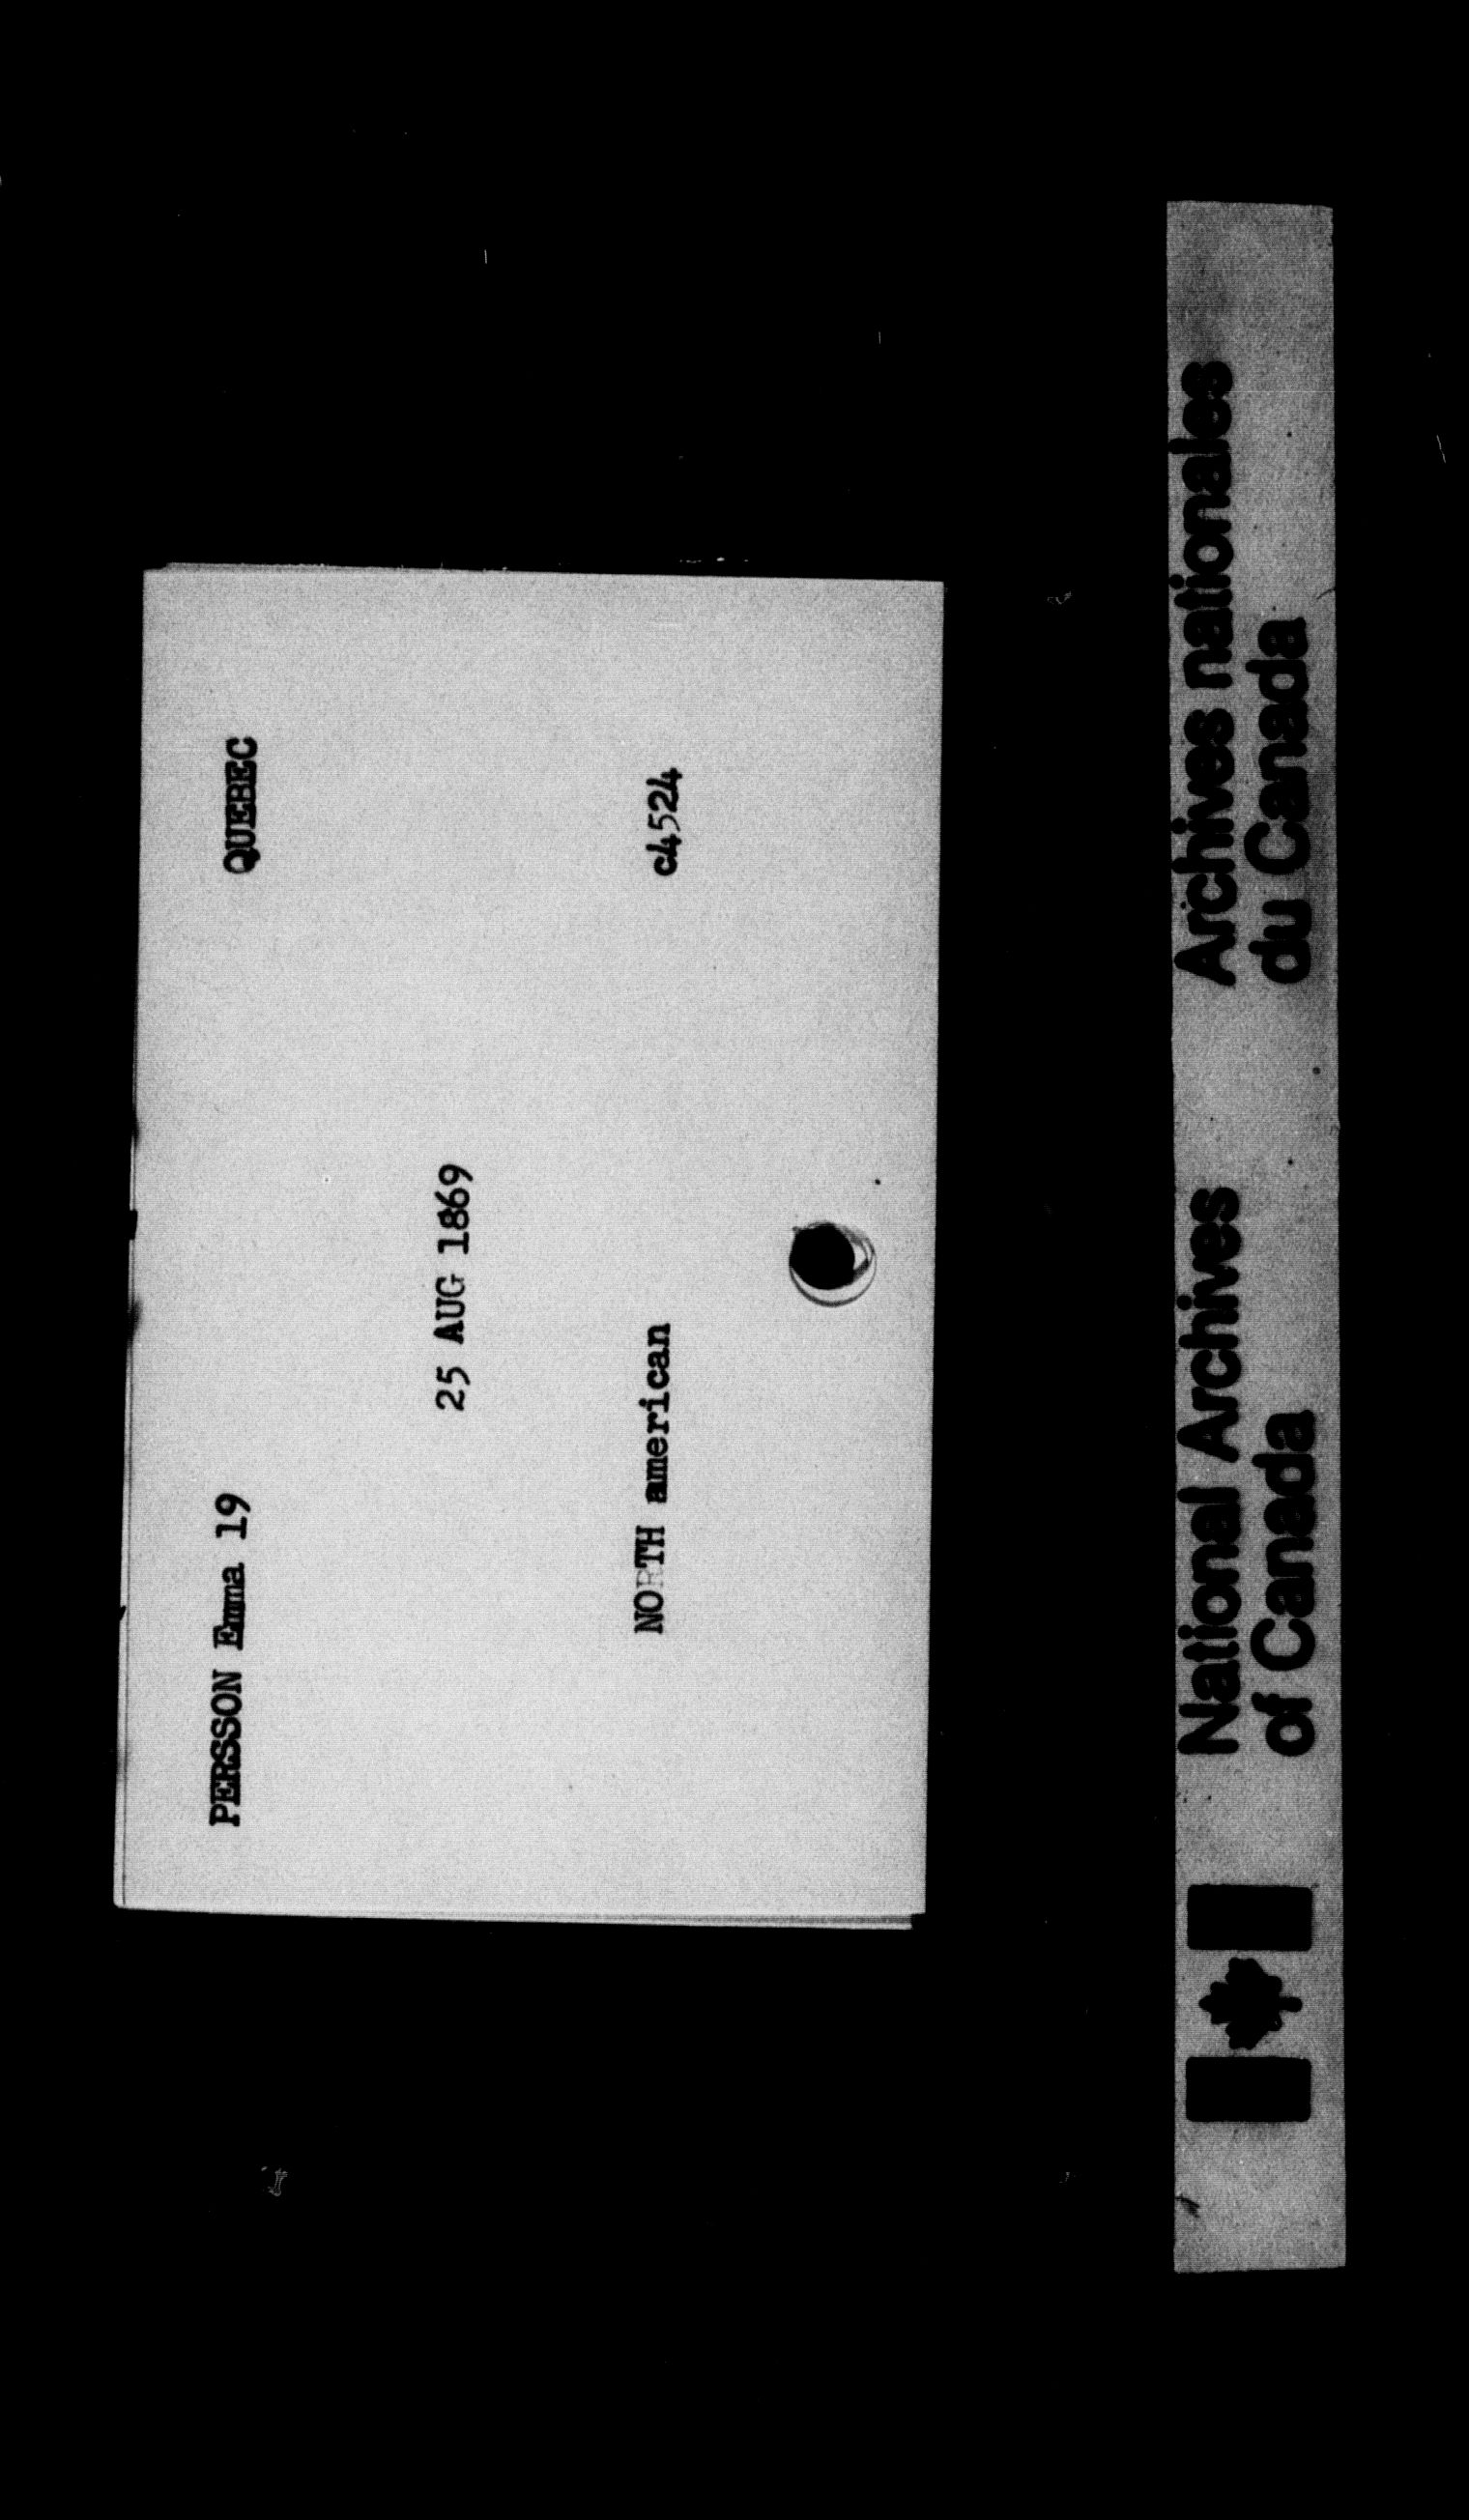 PERSSON Emma 19
QUEBEC
25 AUG 1869
NORTH american
c4524
National Archives
of Canada
Archives nationales
du Canada